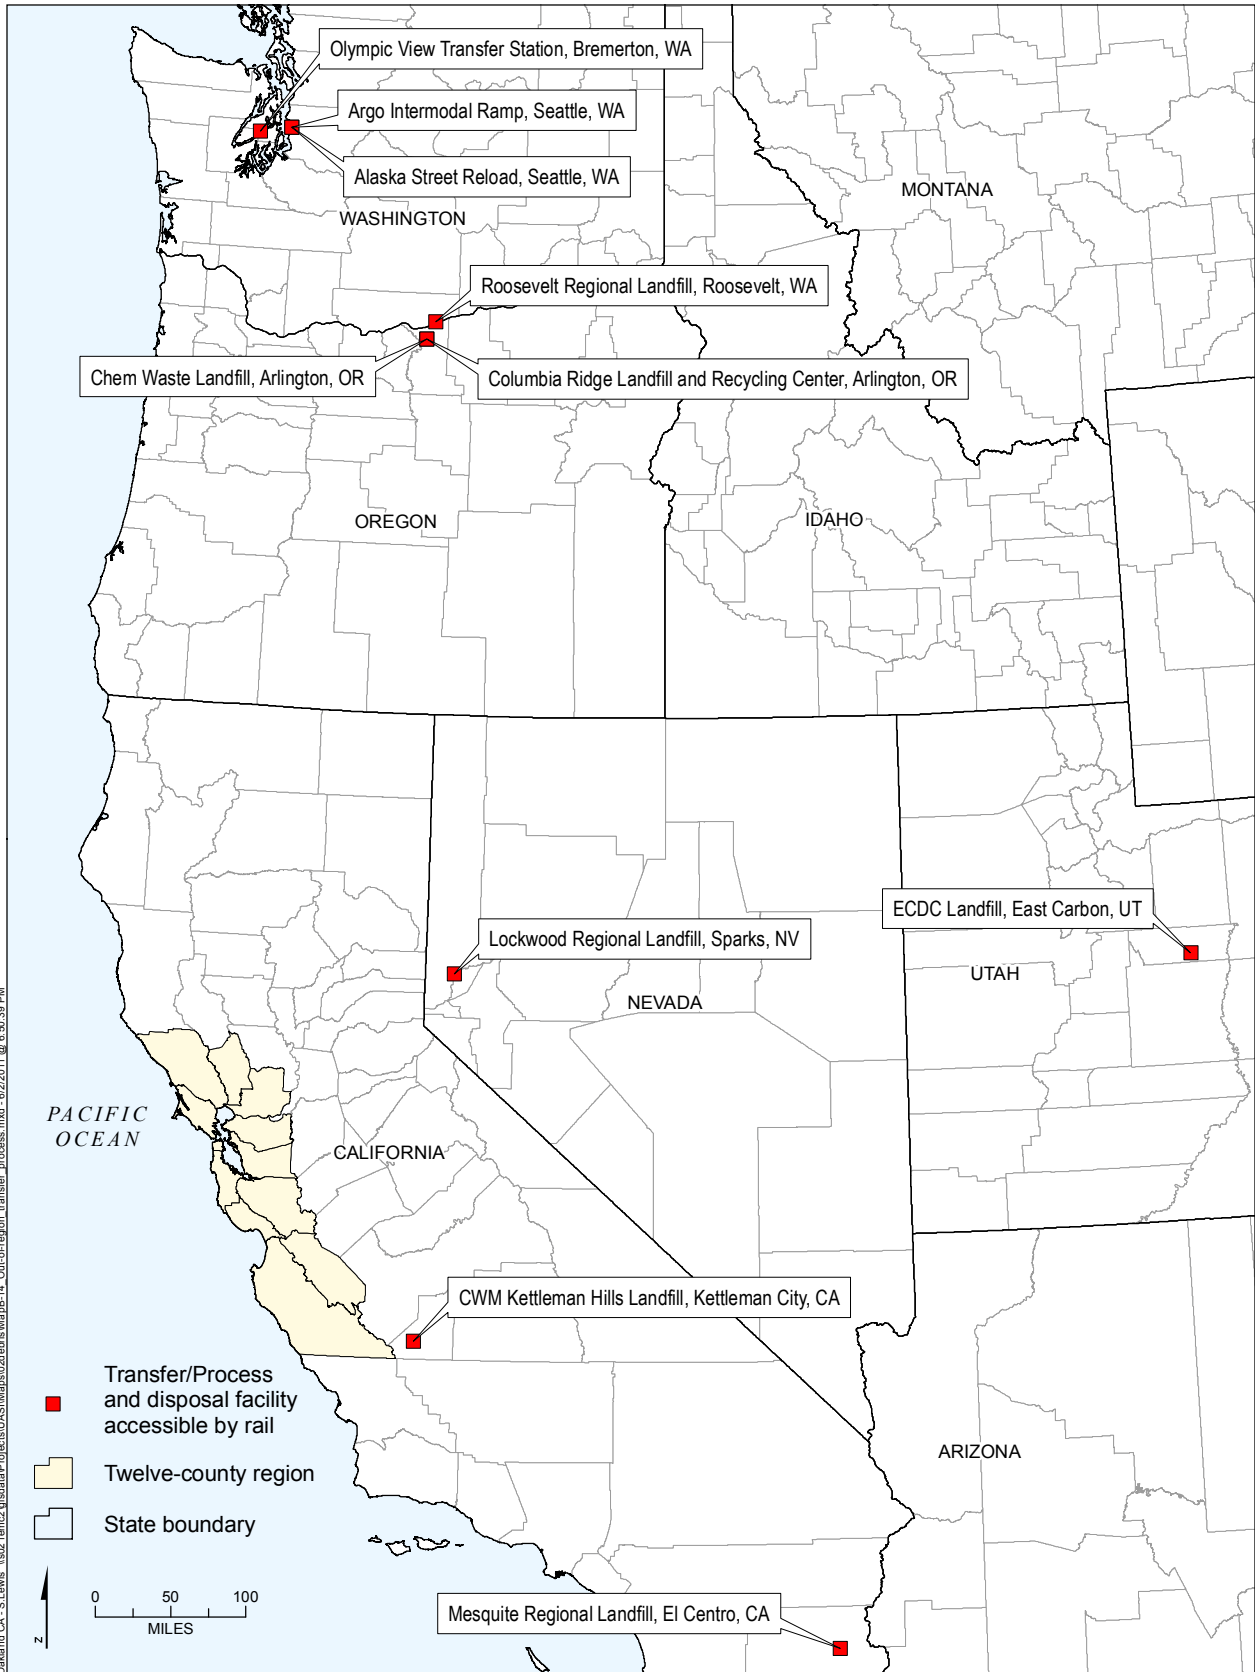 Olympic View Transfer Station, Bremerton, WA
Argo Intermodal Ramp, Seattle, WA
Alaska Street Reload, Seattle, WA
MONTANA
WASHINGTON
Roosevelt Regional Landfill, Roosevelt, WA
Chem Waste Landfill, Arlington, OR
Columbia Ridge Landfill and Recycling Center, Arlington, OR
OREGON
IDAHO
ECDC Landfill, East Carbon, UT
Lockwood Regional Landfill, Sparks, NV
UTAH
NEVADA
PACIFIC
OCEAN
CALIFORNIA
CWM Kettleman Hills Landfill, Kettleman City, CA
Transfer/Process
and disposal facility
accessible by rail
ARIZONA
Twelve-county region
State boundary
0 50 100
MILES
N
Mesquite Regional Landfill, El Centro, CA